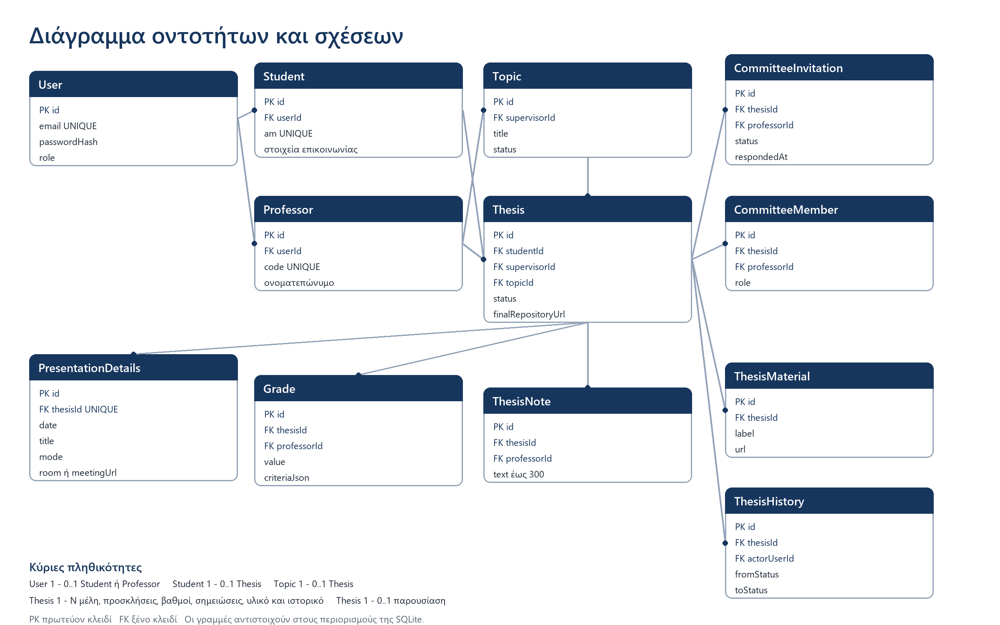 Διάγραμμα οντοτήτων και σχέσεων
User
PK id
email UNIQUE
passwordHash
role
Student
PK id
FK userId
am UNIQUE
στοιχεία επικοινωνίας
Topic
PK id
FK supervisorId
title
status
CommitteeInvitation
PK id
FK thesisId
FK professorId
status
respondedAt
Professor
PK id
FK userId
code UNIQUE
ονοματεπώνυμο
Thesis
PK id
FK studentId
FK supervisorId
FK topicId
status
finalRepositoryUrl
CommitteeMember
PK id
FK thesisId
FK professorId
role
PresentationDetails
PK id
FK thesisId UNIQUE
date
title
mode
room ή meetingUrl
Grade
PK id
FK thesisId
FK professorId
value
criteriaJson
ThesisNote
PK id
FK thesisId
FK professorId
text έως 300
ThesisMaterial
PK id
FK thesisId
label
url
ThesisHistory
PK id
FK thesisId
FK actorUserId
fromStatus
toStatus
Κύριες πληθικότητες
User 1 - 0..1 Student ή Professor Student 1 - 0..1 Thesis Topic 1 - 0..1 Thesis
Thesis 1 - N μέλη, προσκλήσεις, βαθμοί, σημειώσεις, υλικό και ιστορικό Thesis 1 - 0..1 παρουσίαση
PK πρωτεύον κλειδί FK ξένο κλειδί Οι γραμμές αντιστοιχούν στους περιορισμούς της SQLite.